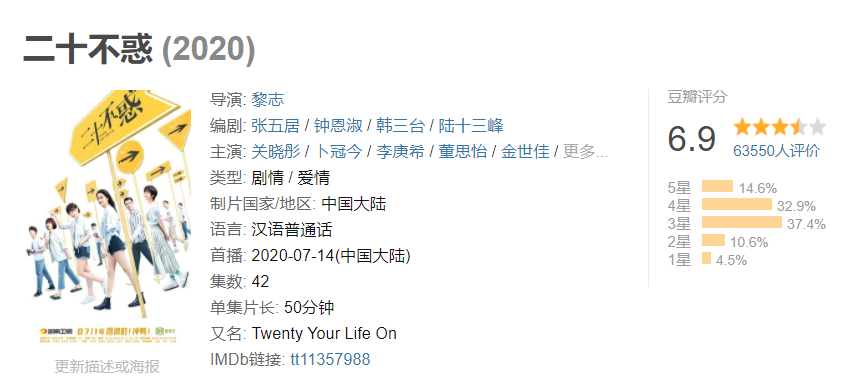 二十不惑 (2020)
二十不惑
湖南卫视
更新描述或海报
导演: 黎志
编剧: 张五居 / 钟恩淑 / 韩三台 / 陆十三峰
主演: 关晓彤 / 卜冠今 / 李庚希 / 董思怡 / 金世佳 / 更多...
类型: 剧情 / 爱情
制片国家/地区: 中国大陆
语言: 汉语普通话
首播: 2020-07-14(中国大陆)
集数: 42
单集片长: 50分钟
又名: Twenty Your Life On
IMDb链接: tt11357988
豆瓣评分
6.9
63550人评价
5星 14.6%
4星 32.9%
3星 37.4%
2星 10.6%
1星 4.5%